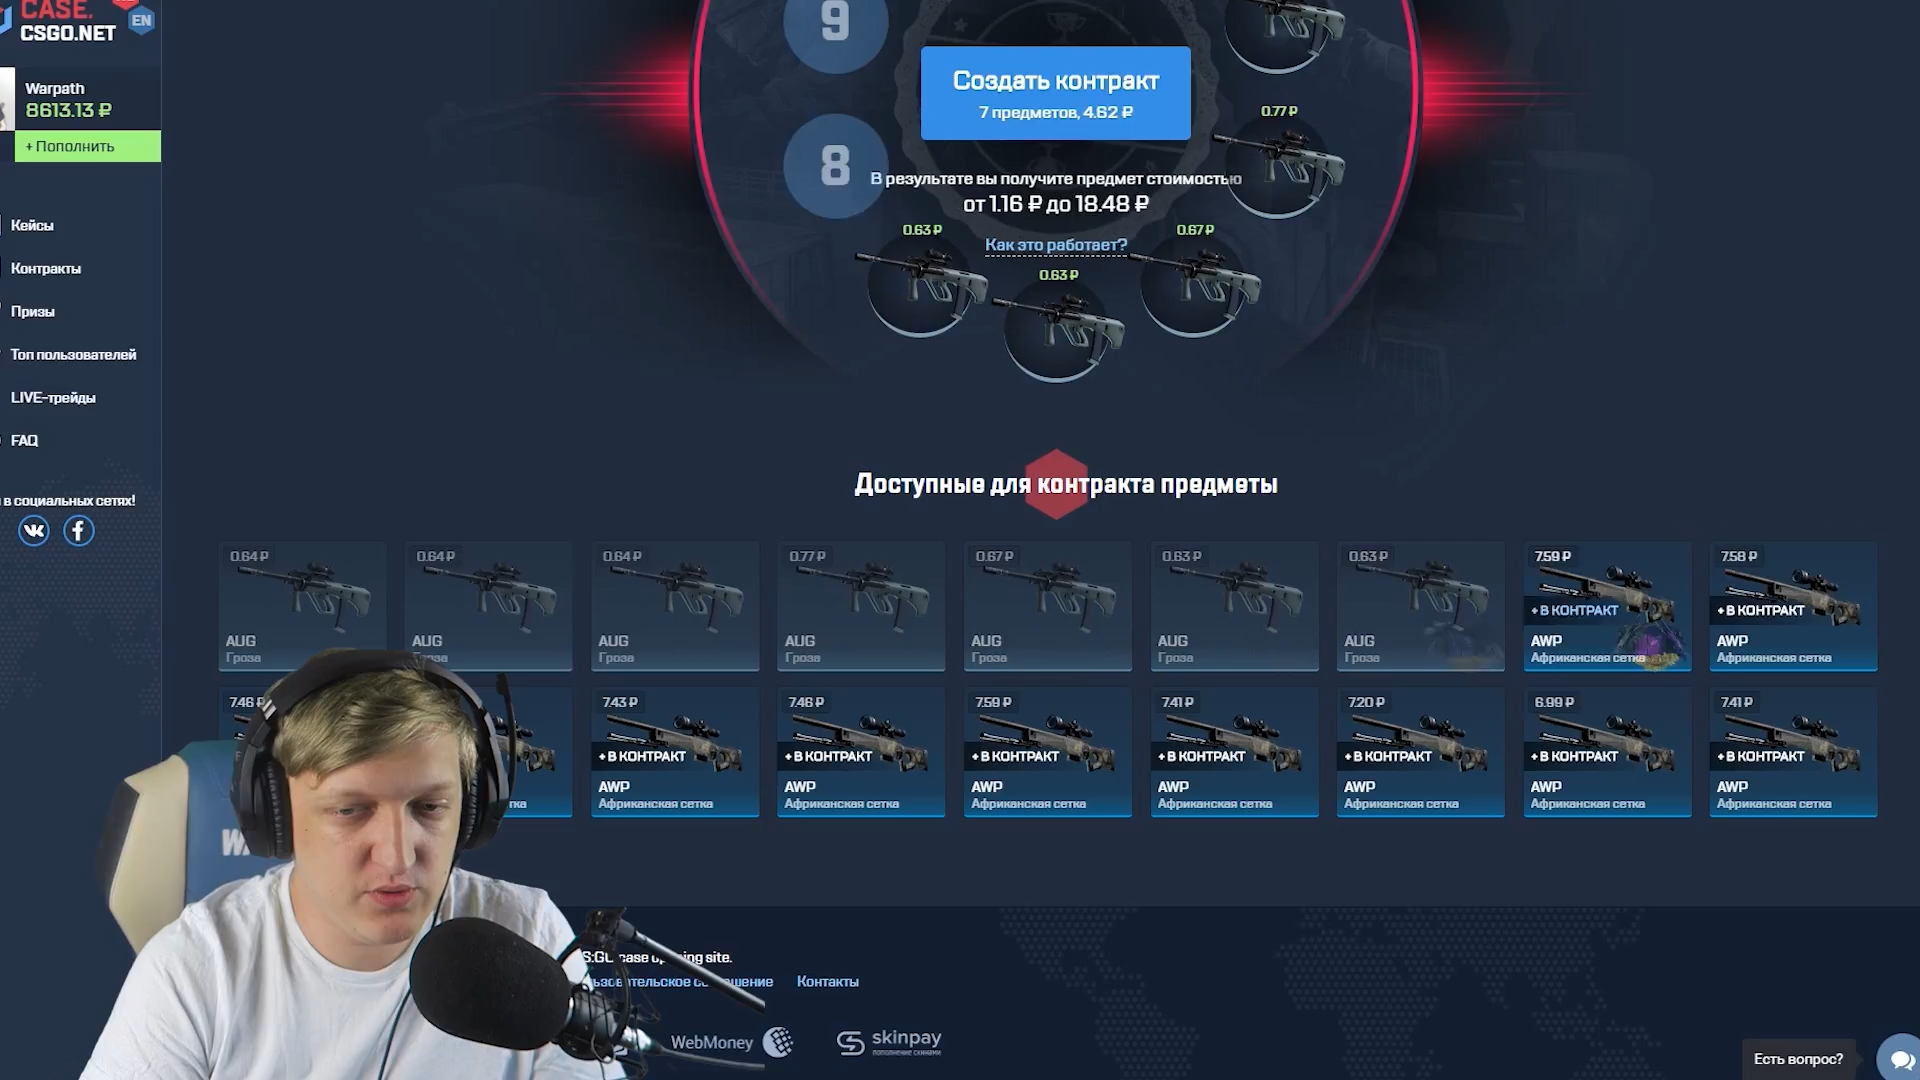 CASE.
CSGO.NET
EN
Warpath
8613.13 ₽
+ Пополнить
Кейсы
Контракты
Призы
Топ пользователей
LIVE-трейды
FAQ
в социальных сетях!
9
8
Создать контракт
7 предметов, 4.62 ₽
В результате вы получите предмет стоимостью
от 1.16 ₽ до 18.48 ₽
Как это работает?
0.77 ₽
0.63 ₽
0.63 ₽
0.67 ₽
Доступные для контракта предметы
0.64 ₽
AUG
Гроза
0.64 ₽
AUG
Гроза
0.64 ₽
AUG
Гроза
0.77 ₽
AUG
Гроза
0.67 ₽
AUG
Гроза
0.63 ₽
AUG
Гроза
0.63 ₽
AUG
Гроза
7.59 ₽
+ В КОНТРАКТ
AWP
Африканская сетка
7.58 ₽
+ В КОНТРАКТ
AWP
Африканская сетка
7.46 ₽
7.43 ₽
+ В КОНТРАКТ
AWP
Африканская сетка
7.46 ₽
+ В КОНТРАКТ
AWP
Африканская сетка
7.59 ₽
+ В КОНТРАКТ
AWP
Африканская сетка
7.41 ₽
+ В КОНТРАКТ
AWP
Африканская сетка
7.20 ₽
+ В КОНТРАКТ
AWP
Африканская сетка
6.99 ₽
+ В КОНТРАКТ
AWP
Африканская сетка
7.41 ₽
+ В КОНТРАКТ
AWP
Африканская сетка
case site.
Контакты
WebMoney
skinpay
пополнение скинами
Есть вопрос?